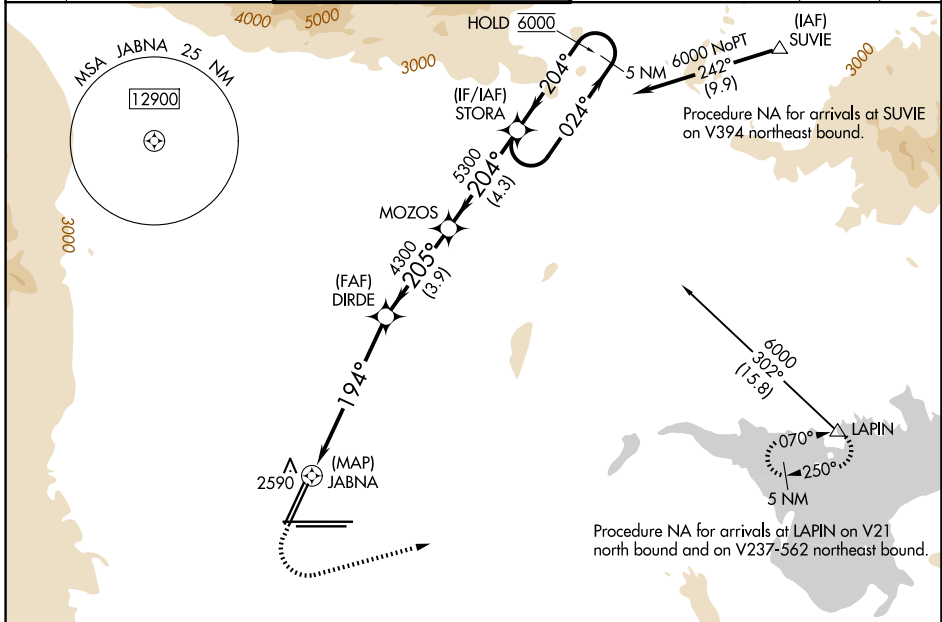 4000
5000
HOLD 6000
(IAF)
SUVIE
MSA JABNA 25 NM
3000
5 NM
6000 NoPT
242°
(9.9)
3000
12900
204°
024°
(IF/IAF)
STORA
Procedure NA for arrivals at SUVIE
on V394 northeast bound.
5300
204°
(4.3)
3000
MOZOS
4300
205°
(3.9)
(FAF)
DIRDE
194°
6000
302°
(15.8)
LAPIN
070°
250°
5 NM
2590
(MAP)
JABNA
Procedure NA for arrivals at LAPIN on V21
north bound and on V237-562 northeast bound.